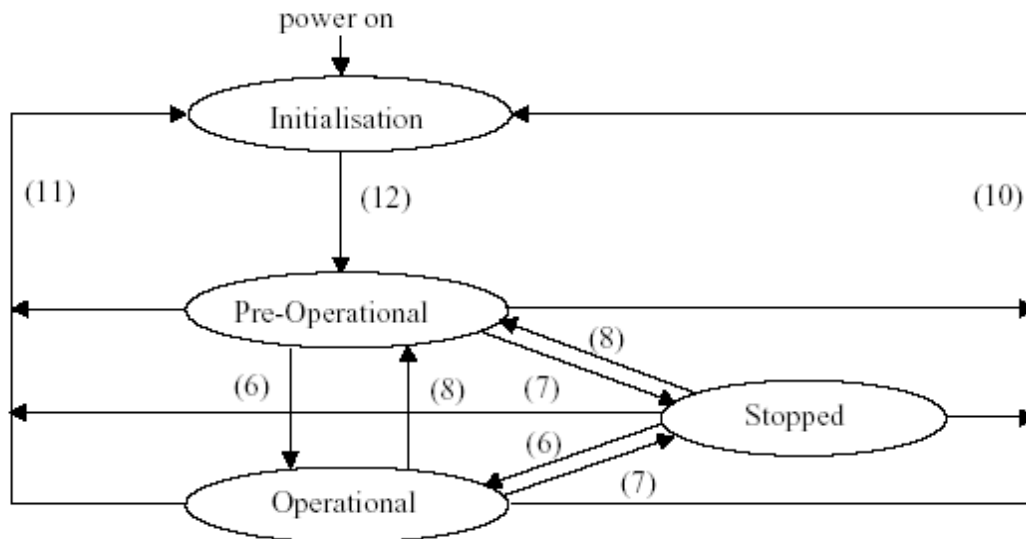 power on
Initialisation
(11)
(12)
(10)
Pre-Operational
(8)
(6)
(8)
(7)
Stopped
(6)
(7)
Operational